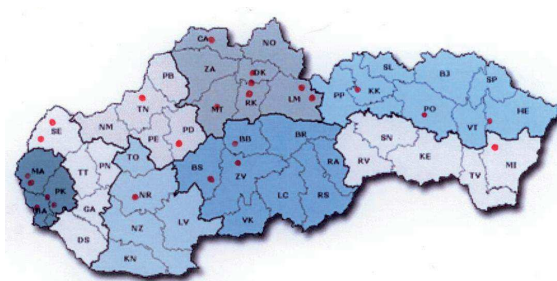 CA
NO
ZA
DK
PB
MT
RK
LM
TN
NM
PE
PD
SE
SL
BJ
SP
PP
KK
PO
VT
HE
SN
RV
KE
TV
MI
MA
PK
BA
TT
PN
TO
GA
NR
DS
NZ
LV
KN
BB
BR
BS
ZV
RA
LC
RS
VK